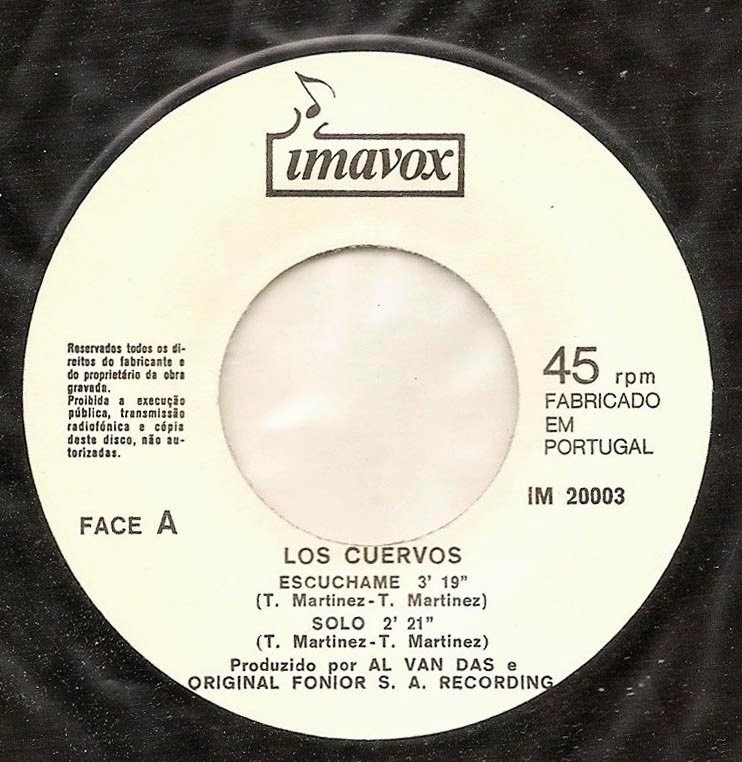 imavox
Reservados todos os di-
reitos do fabricante e
do proprietário da obra
gravada.
Proibida a execução
pública, transmissão
radiofónica e cópia
deste disco, não au-
torizadas.
45 rpm
FABRICADO
EM
PORTUGAL
IM 20003
FACE A
LOS CUERVOS
ESCUCHAME 3' 19"
(T. Martinez-T. Martinez)
SOLO 2' 21"
(T. Martinez-T. Martinez)
Produzido por AL VAN DAS e
ORIGINAL FONIOR S. A. RECORDING